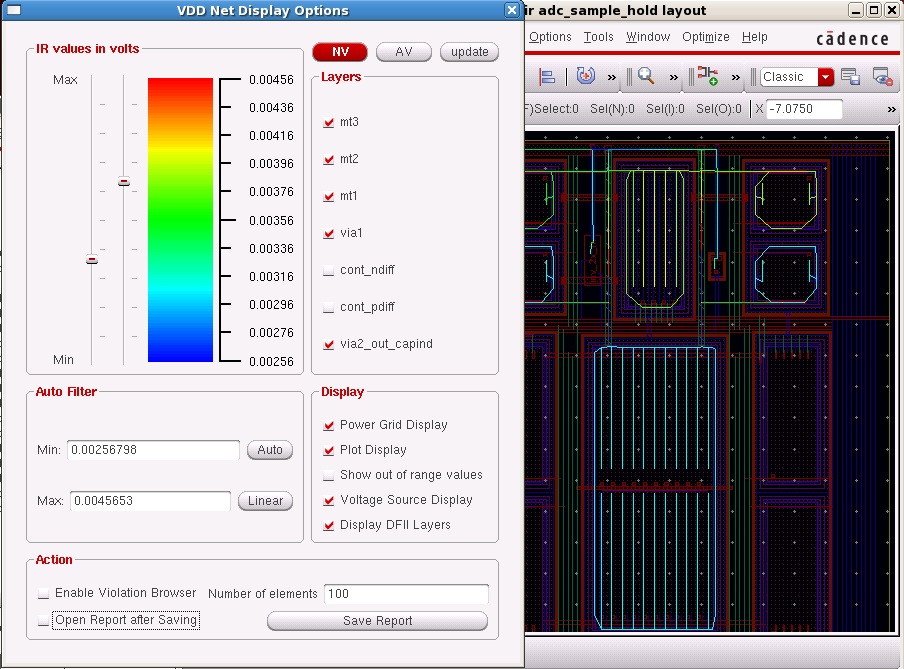 VDD Net Display Options
ir adc_sample_hold layout
Options Tools Window Optimize Help
cādence
Classic
F)Select:0 Sel(N):0 Sel(I):0 Sel(O):0 X -7.0750
IR values in volts
Max
Min
0.00456
0.00436
0.00416
0.00396
0.00376
0.00356
0.00336
0.00316
0.00296
0.00276
0.00256
NV AV update
Layers
mt3
mt2
mt1
via1
cont_ndiff
cont_pdiff
via2_out_capind
Auto Filter
Min: 0.00256798 Auto
Max: 0.0045653 Linear
Display
Power Grid Display
Plot Display
Show out of range values
Voltage Source Display
Display DFII Layers
Action
Enable Violation Browser Number of elements 100
Open Report after Saving Save Report